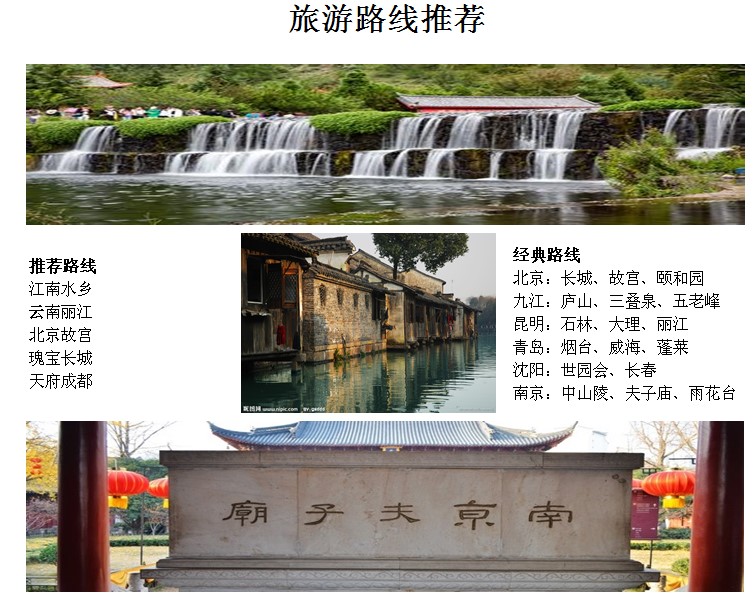 旅游路线推荐
推荐路线
江南水乡
云南丽江
北京故宫
瑰宝长城
天府成都
昵图网 www.nipic.com
经典路线
北京：长城、故宫、颐和园
九江：庐山、三叠泉、五老峰
昆明：石林、大理、丽江
青岛：烟台、威海、蓬莱
沈阳：世园会、长春
南京：中山陵、夫子庙、雨花台
廟子夫京南